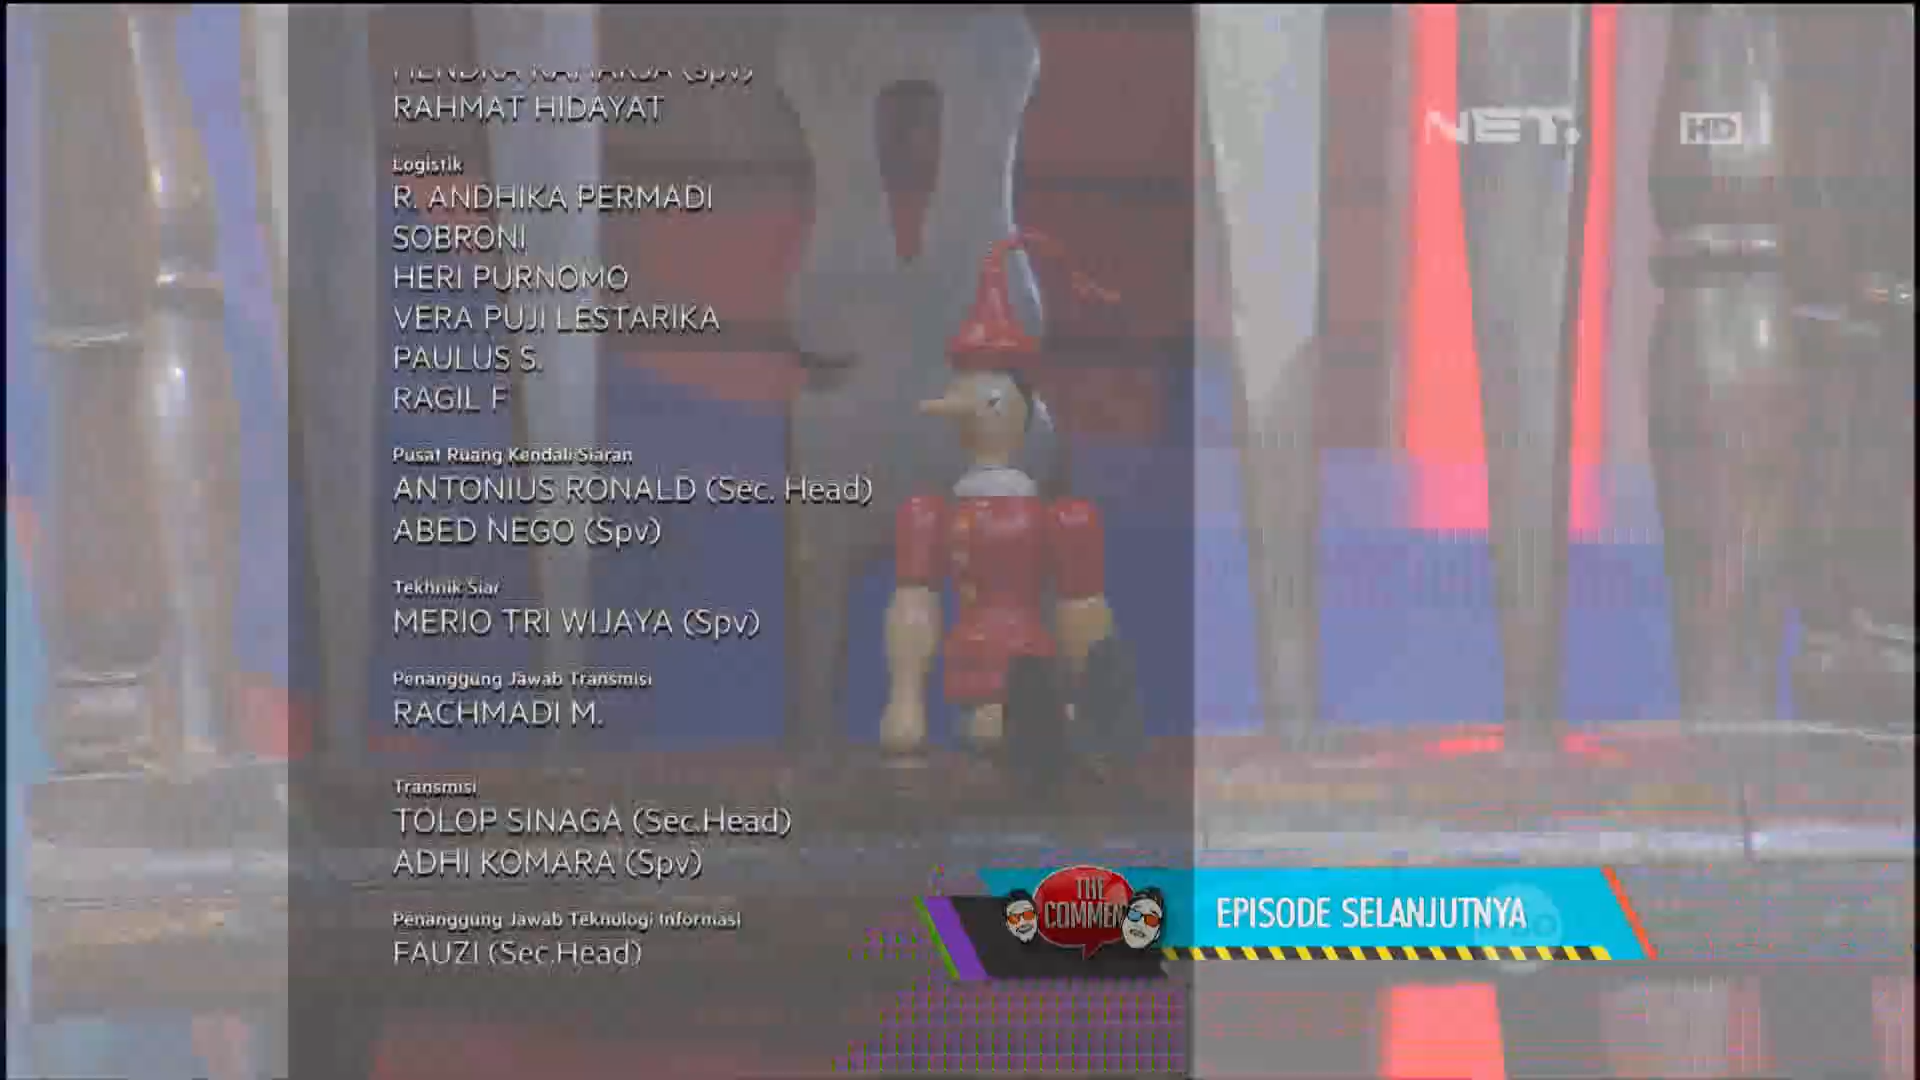 RAHMAT HIDAYAT
Logistik
R. ANDHIKA PERMADI
SOBRONI
HERI PURNOMO
VERA PUJI LESTARIKA
PAULUS S.
RAGIL F
Pusat Ruang Kendali Siaran
ANTONIUS RONALD (Sec. Head)
ABED NEGO (Spv)
Tekhnik Siar
MERIO TRI WIJAYA (Spv)
Penanggung Jawab Transmisi
RACHMADI M.
Transmisi
TOLOP SINAGA (Sec.Head)
ADHI KOMARA (Spv)
Penanggung Jawab Teknologi Informasi
FAUZI (Sec.Head)
NET.
HD
THE
COMMEN
EPISODE SELANJUTNYA